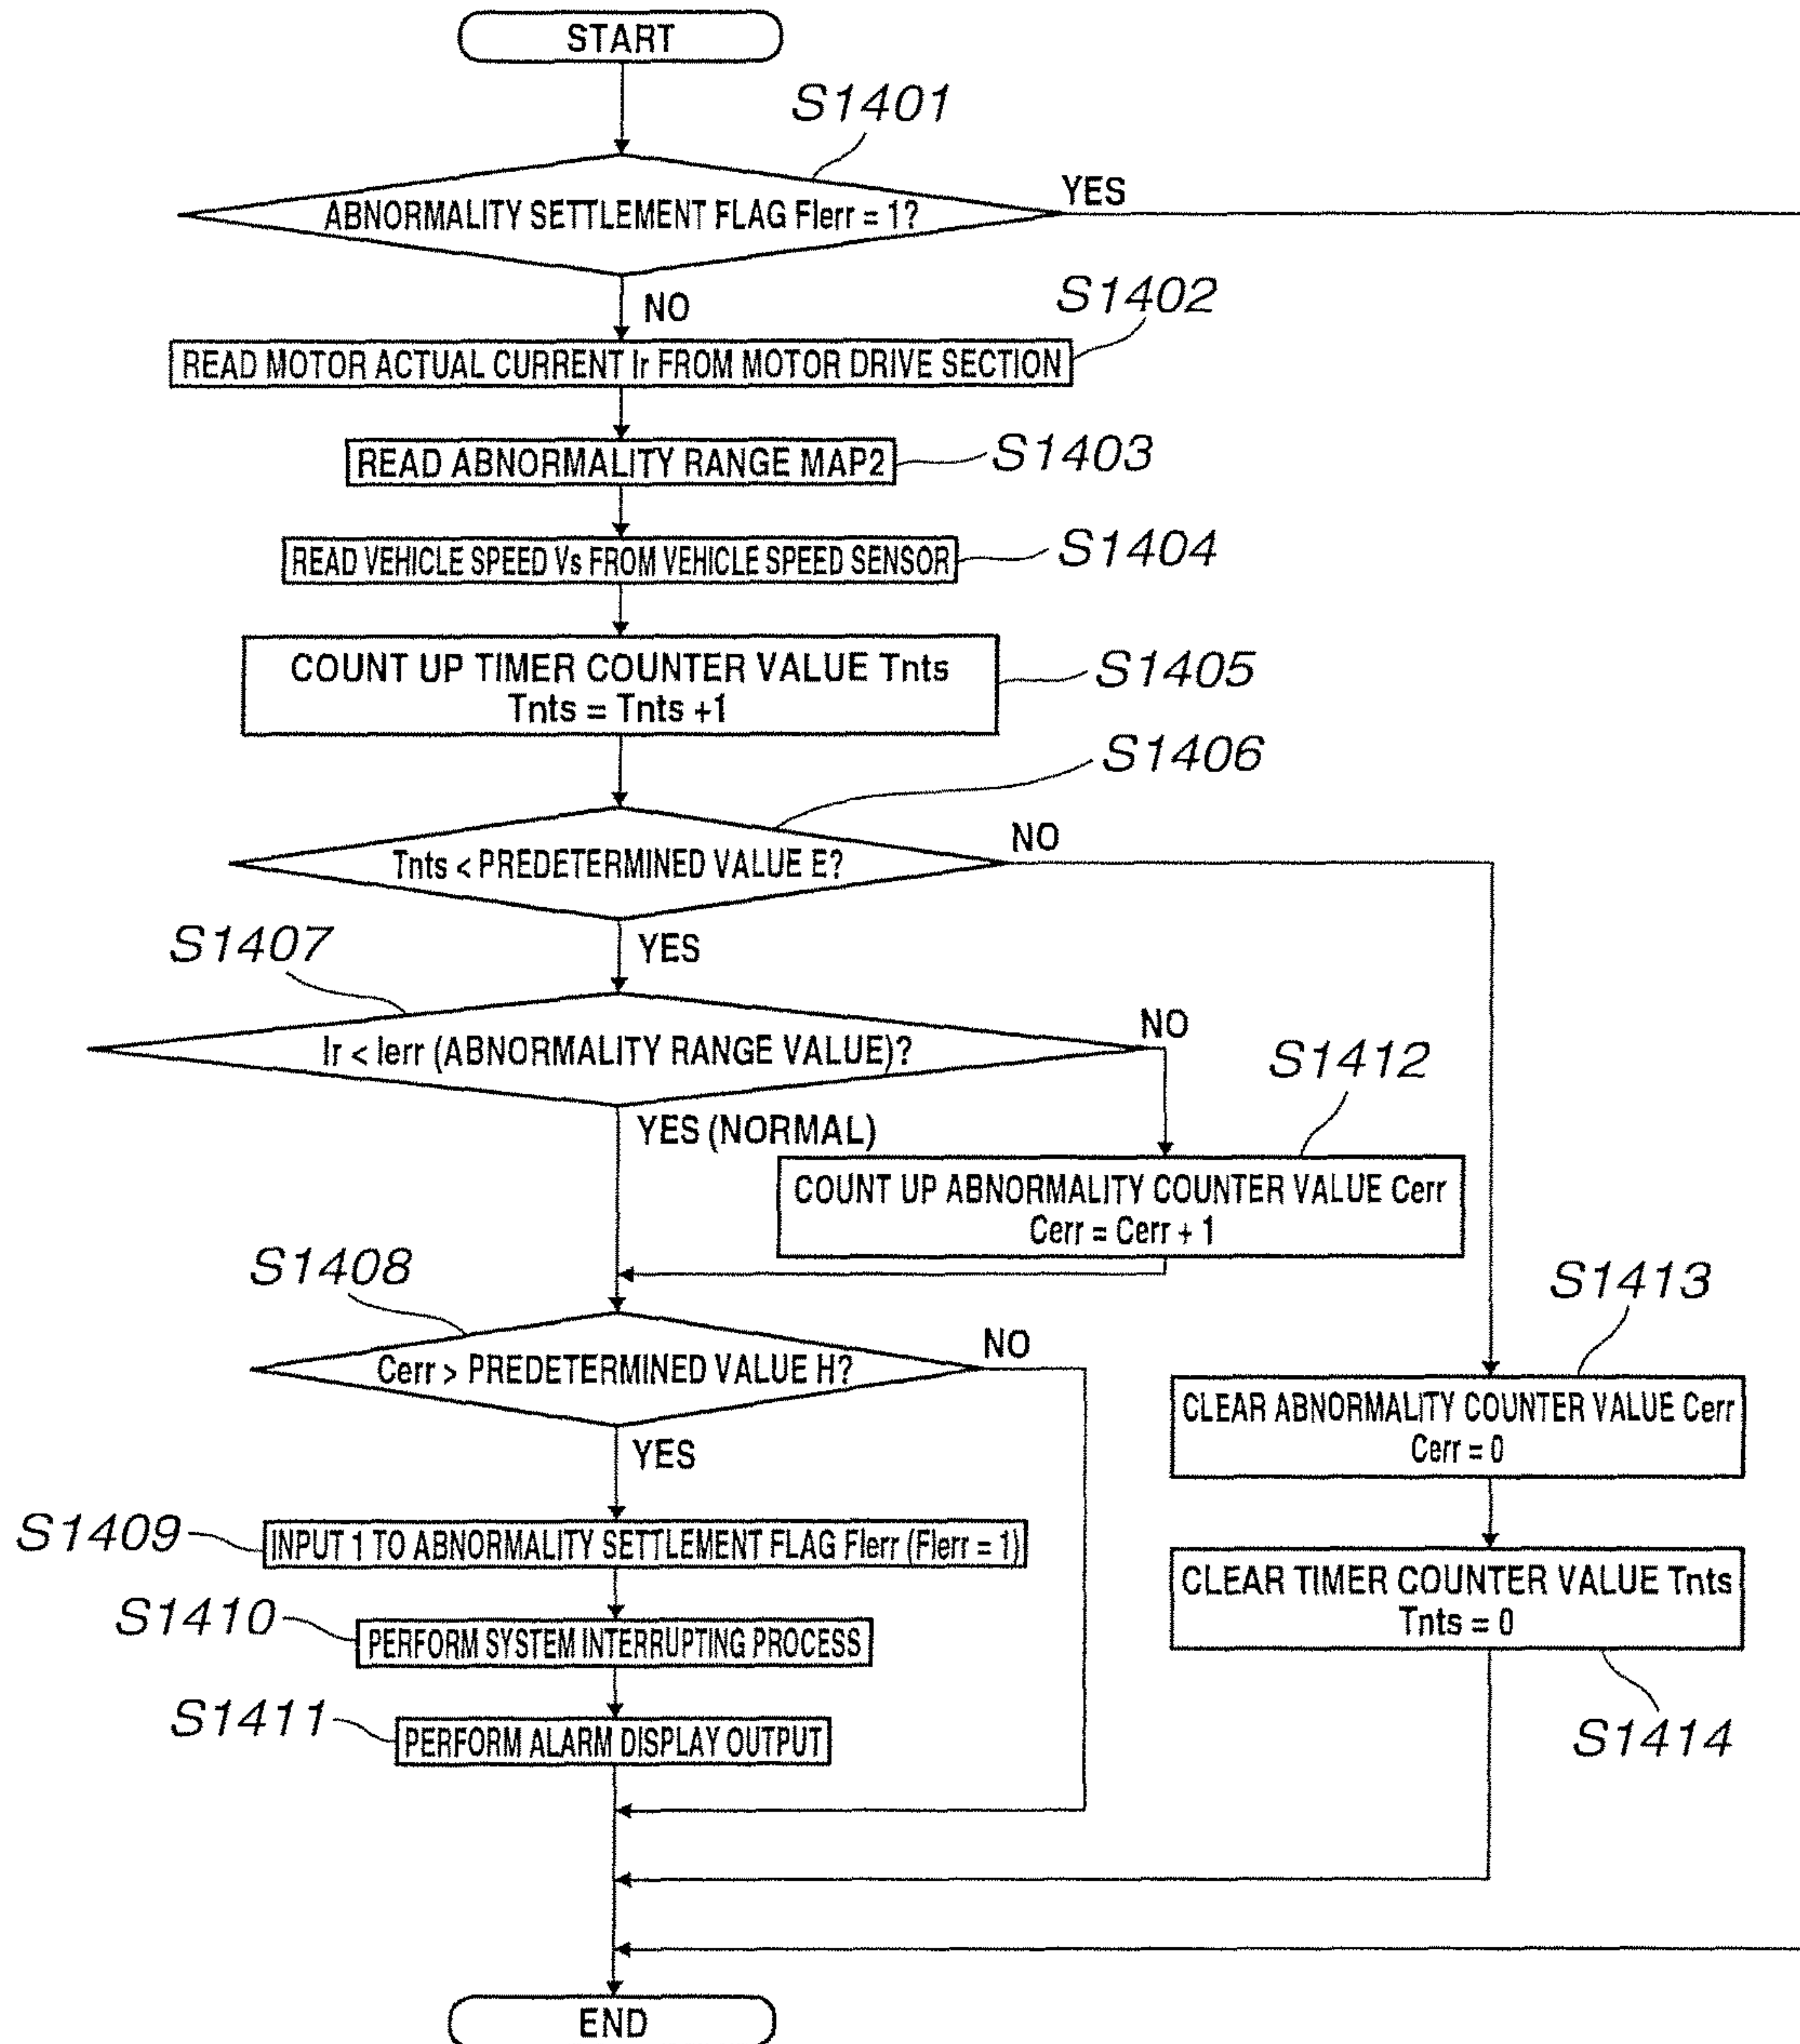 START
S1401
ABNORMALITY SETTLEMENT FLAG Flerr = 1?
YES
NO
S1402
READ MOTOR ACTUAL CURRENT Ir FROM MOTOR DRIVE SECTION
READ ABNORMALITY RANGE MAP2
S1403
READ VEHICLE SPEED Vs FROM VEHICLE SPEED SENSOR
S1404
COUNT UP TIMER COUNTER VALUE Tnts
Tnts = Tnts +1
S1405
S1406
Tnts < PREDETERMINED VALUE E?
NO
YES
S1407
Ir < Ierr (ABNORMALITY RANGE VALUE)?
NO
YES (NORMAL)
S1412
COUNT UP ABNORMALITY COUNTER VALUE Cerr
Cerr = Cerr + 1
S1408
Cerr > PREDETERMINED VALUE H?
NO
YES
S1413
CLEAR ABNORMALITY COUNTER VALUE Cerr
Cerr = 0
S1409
INPUT 1 TO ABNORMALITY SETTLEMENT FLAG Flerr (Flerr = 1)
CLEAR TIMER COUNTER VALUE Tnts
Tnts = 0
S1410
PERFORM SYSTEM INTERRUPTING PROCESS
S1411
PERFORM ALARM DISPLAY OUTPUT
S1414
END